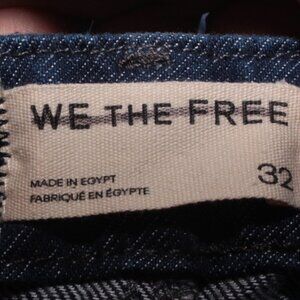 WE THE FREE
MADE IN EGYPT
FABRIQUÉ EN ÉGYPTE
32